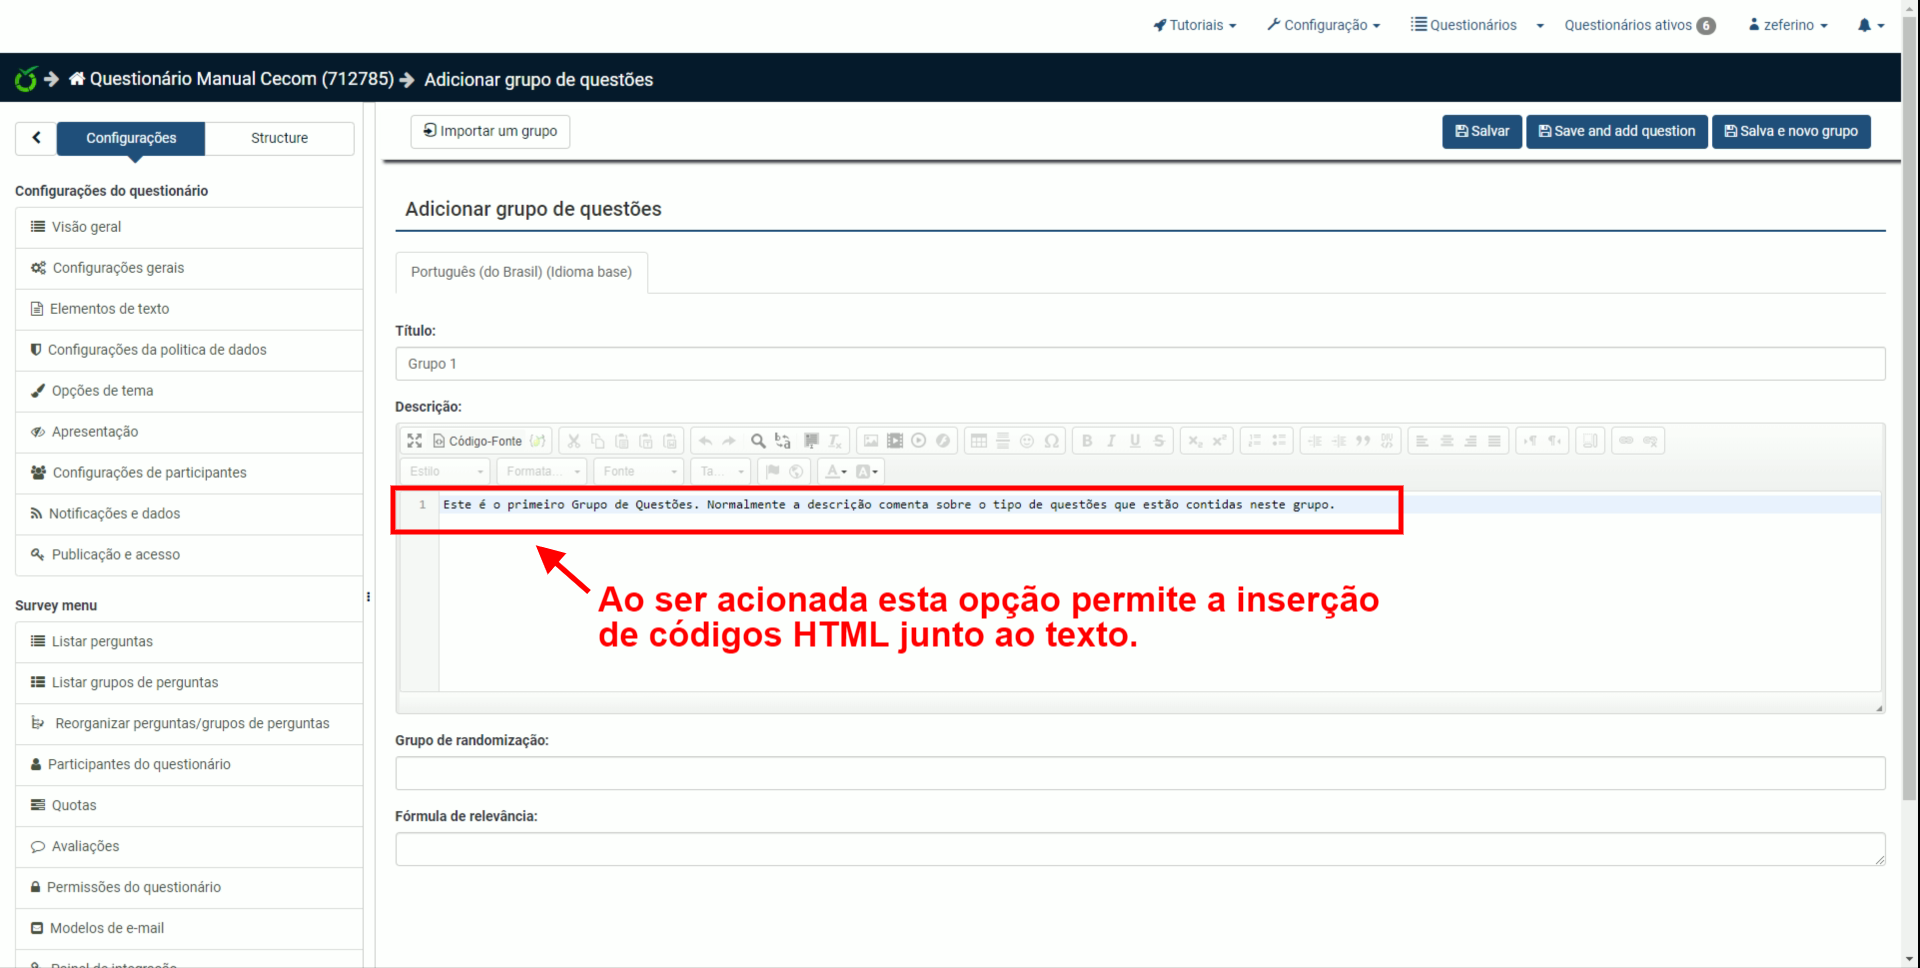 Tutoriais
Configuração
Questionários
Questionários ativos 6
zeferino
Questionário Manual Cecom (712785)
Adicionar grupo de questões
Configurações
Structure
Importar um grupo
Salvar
Save and add question
Salva e novo grupo
Configurações do questionário
Visão geral
Configurações gerais
Elementos de texto
Configurações da politica de dados
Opções de tema
Apresentação
Configurações de participantes
Notificações e dados
Publicação e acesso
Survey menu
Listar perguntas
Listar grupos de perguntas
Reorganizar perguntas/grupos de perguntas
Participantes do questionário
Quotas
Avaliações
Permissões do questionário
Modelos de e-mail
Adicionar grupo de questões
Português (do Brasil) (Idioma base)
Título:
Grupo 1
Descrição:
Código-Fonte
Estilo
Formata...
Fonte
Ta...
1 Este é o primeiro Grupo de Questões. Normalmente a descrição comenta sobre o tipo de questões que estão contidas neste grupo.
Ao ser acionada esta opção permite a inserção
de códigos HTML junto ao texto.
Grupo de randomização:
Fórmula de relevância: